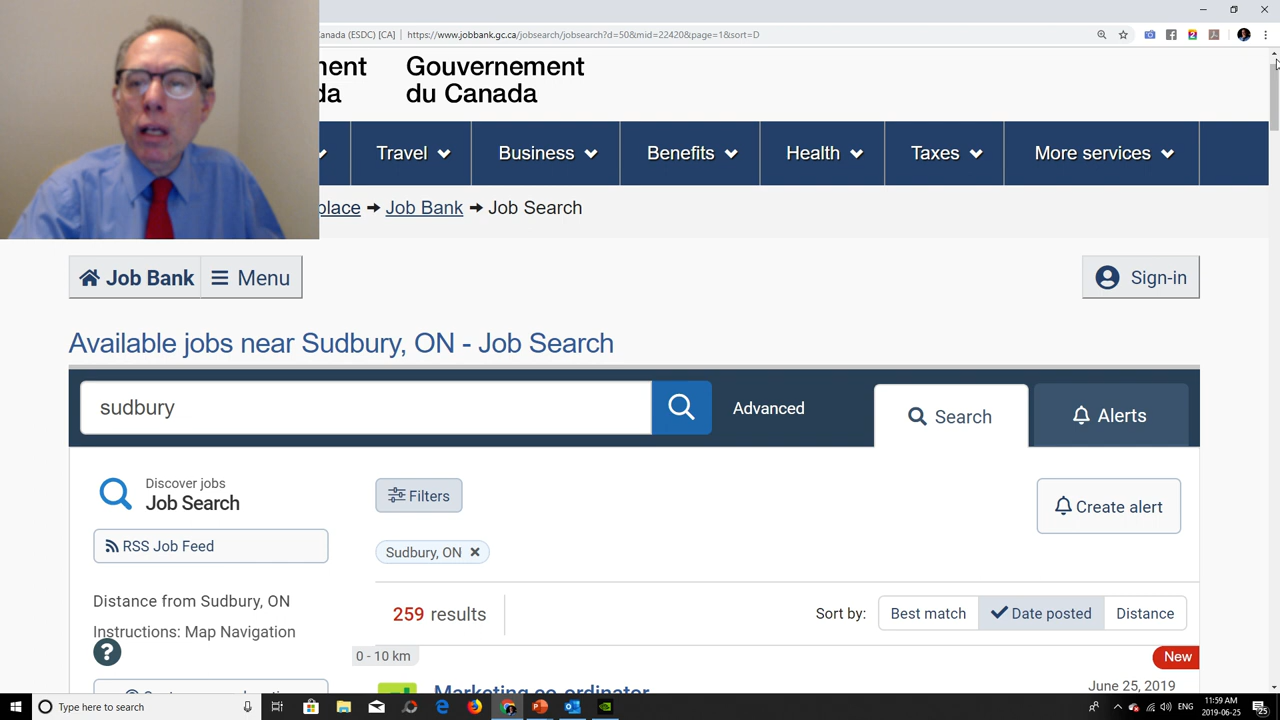 anada (ESDC) [CA] | https://www.jobbank.gc.ca/jobsearch/jobsearch?d=50&mid=22420&page=1&sort=D
ment Gouvernement
da du Canada
Travel Business Benefits Health Taxes More services
place → Job Bank → Job Search
Job Bank Menu Sign-in
Available jobs near Sudbury, ON - Job Search
sudbury Advanced Search Alerts
Discover jobs
Job Search
Filters
Create alert
RSS Job Feed
Sudbury, ON ×
Distance from Sudbury, ON
259 results Sort by: Best match Date posted Distance
Instructions: Map Navigation
?
0 - 10 km New
Marketing co-ordinator June 25, 2019
Type here to search ENG 11:59 AM
2019-06-25 25